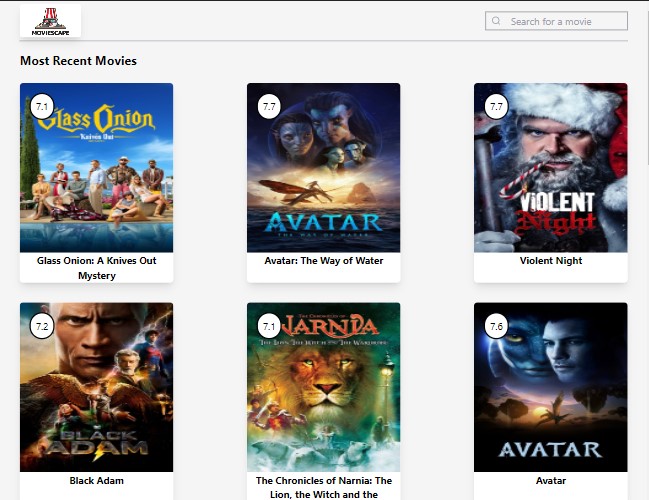 MOVIESCAPE
Search for a movie
Most Recent Movies
7.1
Glass Onion
Knives Out
Glass Onion: A Knives Out
Mystery
7.7
AVATAR
THE WAY OF WATER
Avatar: The Way of Water
7.7
VIOLENT
Night
Violent Night
7.2
BLACK
ADAM
Black Adam
7.1
THE CHRONICLES OF
NARNIA
THE LION, THE WITCH AND THE WARDROBE
The Chronicles of Narnia: The
Lion, the Witch and the
7.6
AVATAR
Avatar